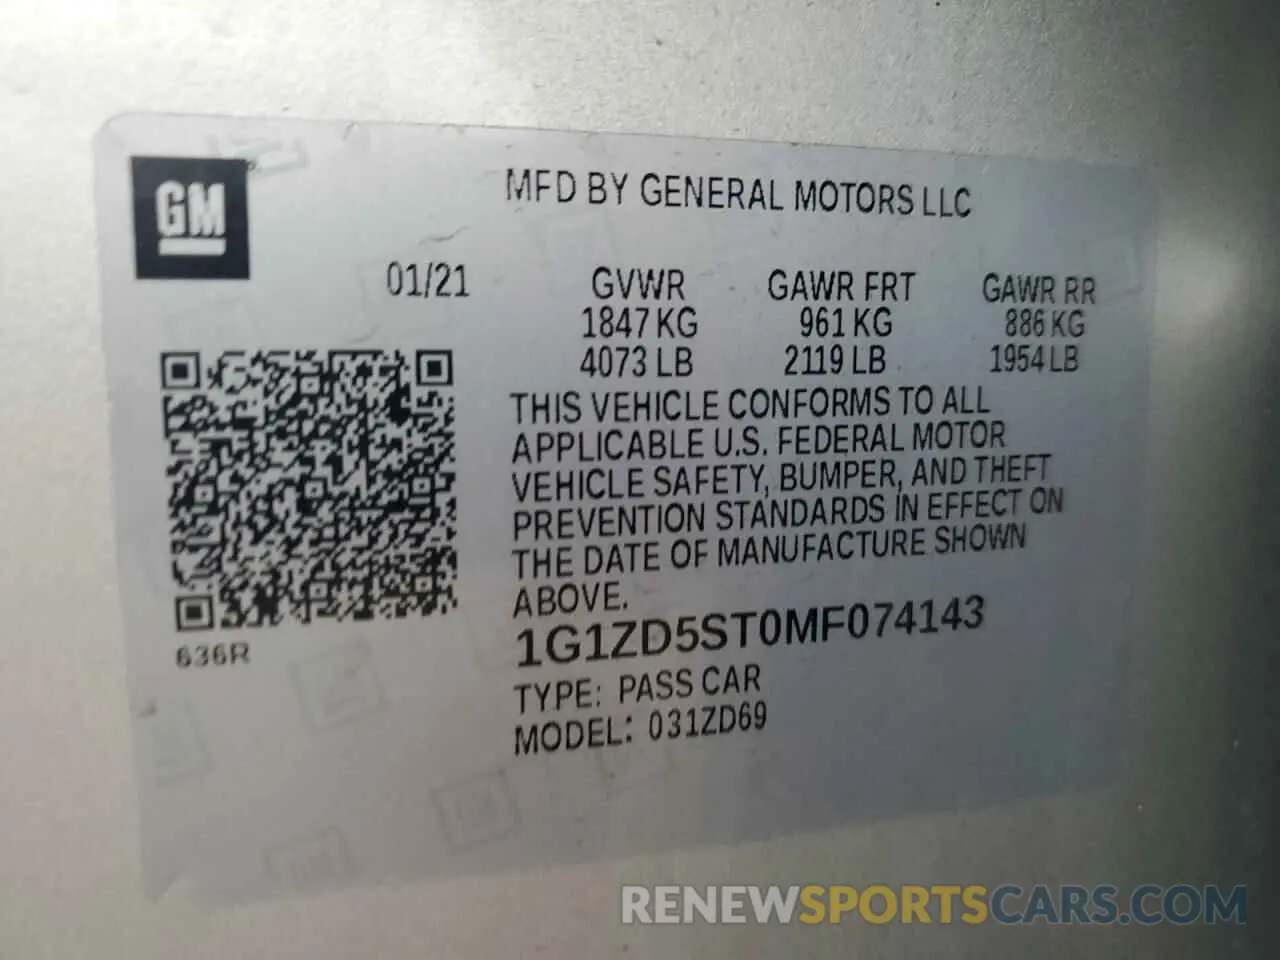 GM
MFD BY GENERAL MOTORS LLC
01/21
GVWR GAWR FRT GAWR RR
1847 KG 961 KG 886 KG
4073 LB 2119 LB 1954 LB
THIS VEHICLE CONFORMS TO ALL
APPLICABLE U.S. FEDERAL MOTOR
VEHICLE SAFETY, BUMPER, AND THEFT
PREVENTION STANDARDS IN EFFECT ON
THE DATE OF MANUFACTURE SHOWN
ABOVE.
1G1ZD5ST0MF074143
636R
TYPE: PASS CAR
MODEL: 031ZD69
RENEWSPORTSCARS.COM